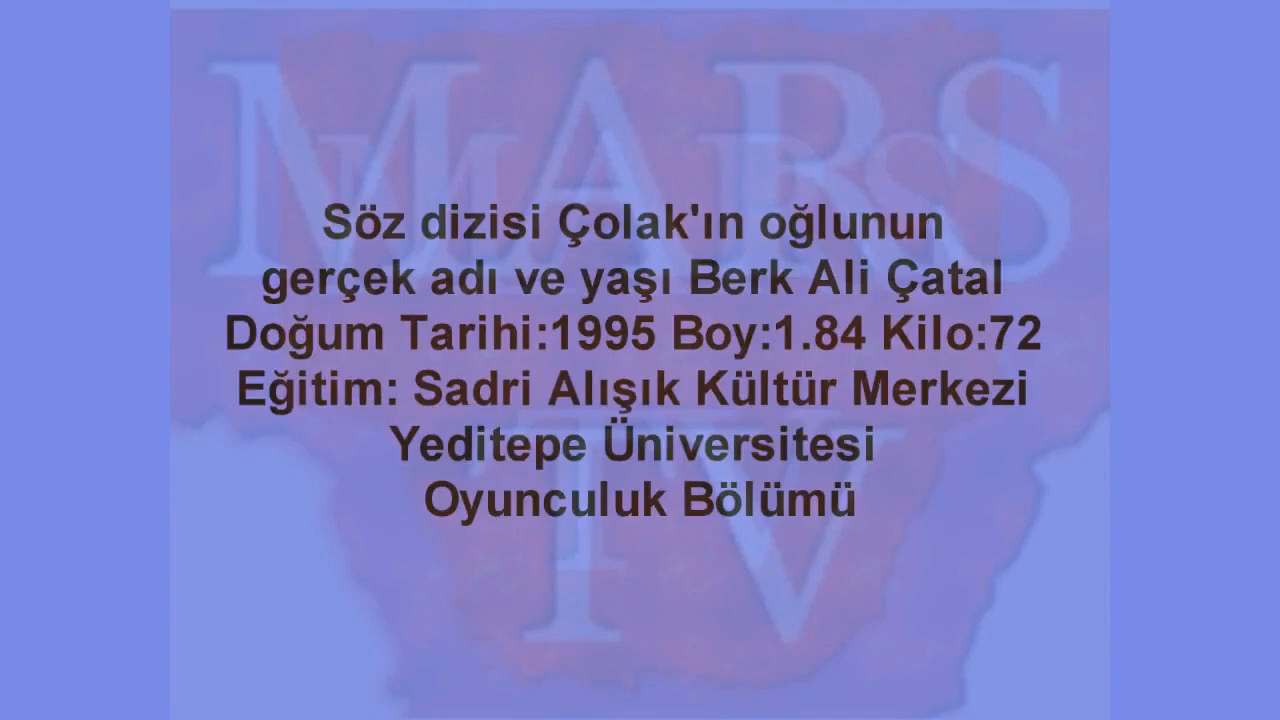 MARS
MARS
Söz dizisi Çolak'ın oğlunun
gerçek adı ve yaşı Berk Ali Çatal
Doğum Tarihi:1995 Boy:1.84 Kilo:72
Eğitim: Sadri Alışık Kültür Merkezi
Yeditepe Üniversitesi
Oyunculuk Bölümü
TV